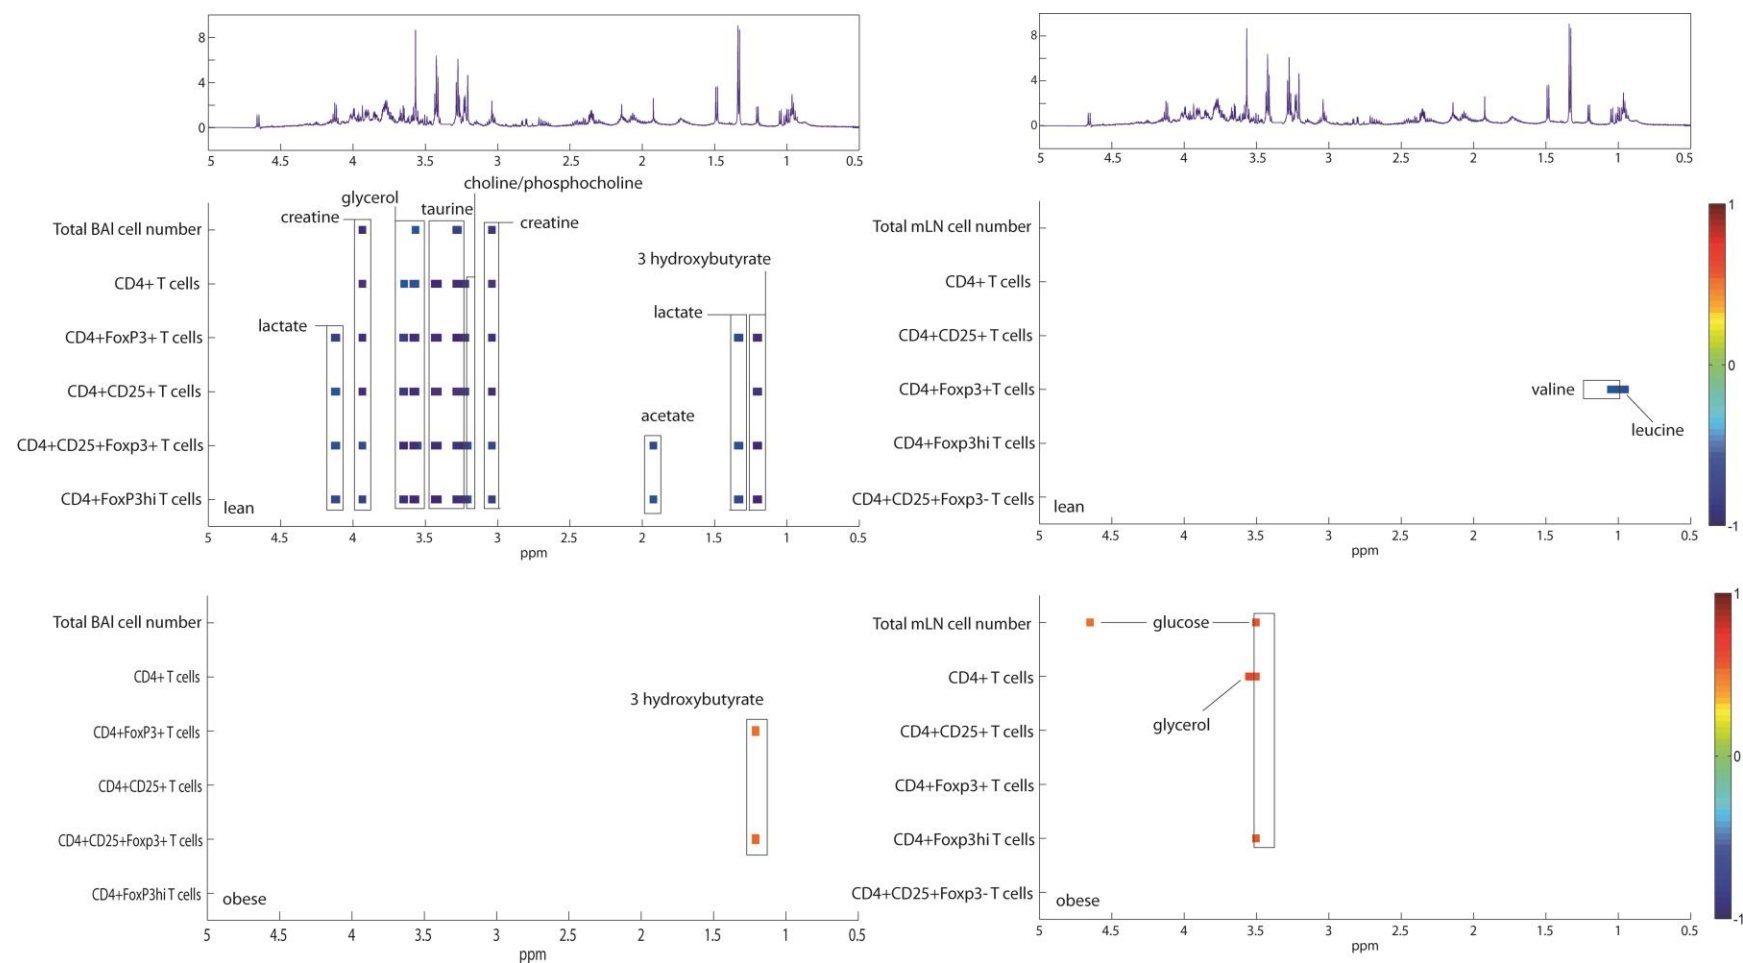 8
4
0
5 4.5 4 3.5 3 2.5 2 1.5 1 0.5
8
4
0
5 4.5 4 3.5 3 2.5 2 1.5 1 0.5
choline/phosphocholine
glycerol
taurine
creatine
creatine
Total BAl cell number
3 hydroxybutyrate
CD4+ T cells
lactate
lactate
CD4+FoxP3+ T cells
CD4+CD25+ T cells
acetate
CD4+CD25+Foxp3+ T cells
CD4+FoxP3hi T cells
lean
5 4.5 4 3.5 3 2.5 2 1.5 1 0.5
ppm
Total mLN cell number
CD4+ T cells
CD4+CD25+ T cells
CD4+Foxp3+T cells
valine
leucine
CD4+Foxp3hi T cells
CD4+CD25+Foxp3- T cells
lean
5 4.5 4 3.5 3 2.5 2 1.5 1 0.5
ppm
1
0
-1
Total BAl cell number
CD4+ T cells
3 hydroxybutyrate
CD4+FoxP3+ T cells
CD4+CD25+ T cells
CD4+CD25+Foxp3+ T cells
CD4+FoxP3hi T cells
obese
5 4.5 4 3.5 3 2.5 2 1.5 1 0.5
ppm
Total mLN cell number
glucose
CD4+ T cells
glycerol
CD4+CD25+ T cells
CD4+Foxp3+ T cells
CD4+Foxp3hi T cells
CD4+CD25+Foxp3- T cells
obese
5 4.5 4 3.5 3 2.5 2 1.5 1 0.5
ppm
1
0
-1